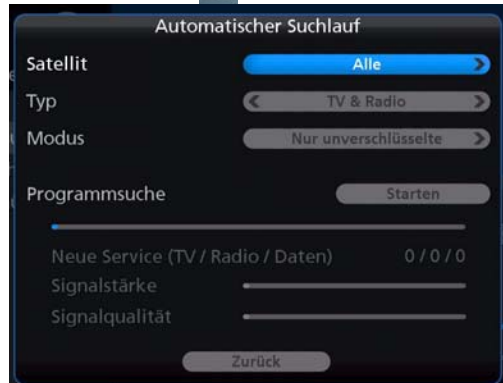 Automatischer Suchlauf
Satellit Alle
Typ TV & Radio
Modus Nur unverschlüsselte
Programmsuche Starten
Neue Service (TV / Radio / Daten) 0 / 0 / 0
Signalstärke
Signalqualität
Zurück